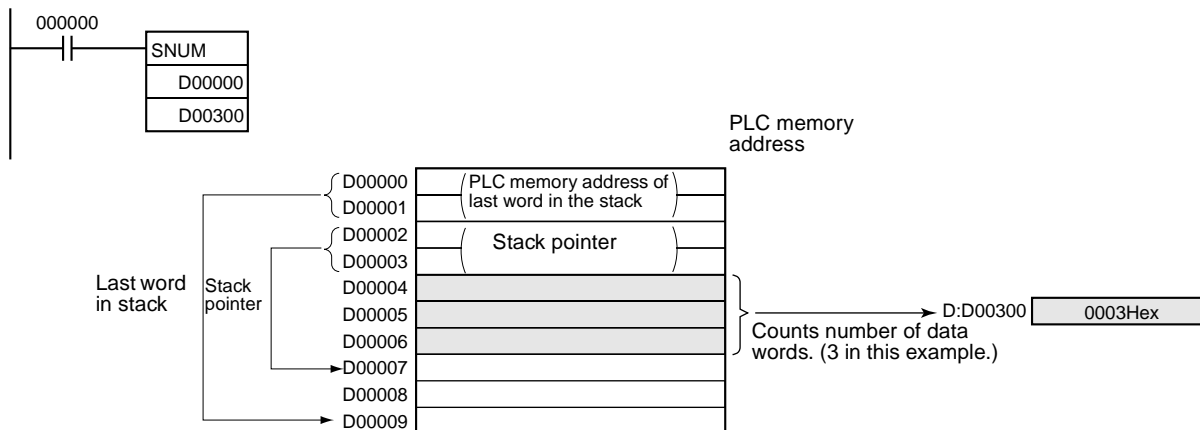 000000
SNUM
D00000
D00300
PLC memory
address
D00000
D00001
(PLC memory address of
last word in the stack)
D00002
D00003
(Stack pointer)
Last word
in stack
Stack
pointer
D00004
D00005
D00006
D00007
D00008
D00009
Counts number of data
words. (3 in this example.)
D:D00300
0003Hex